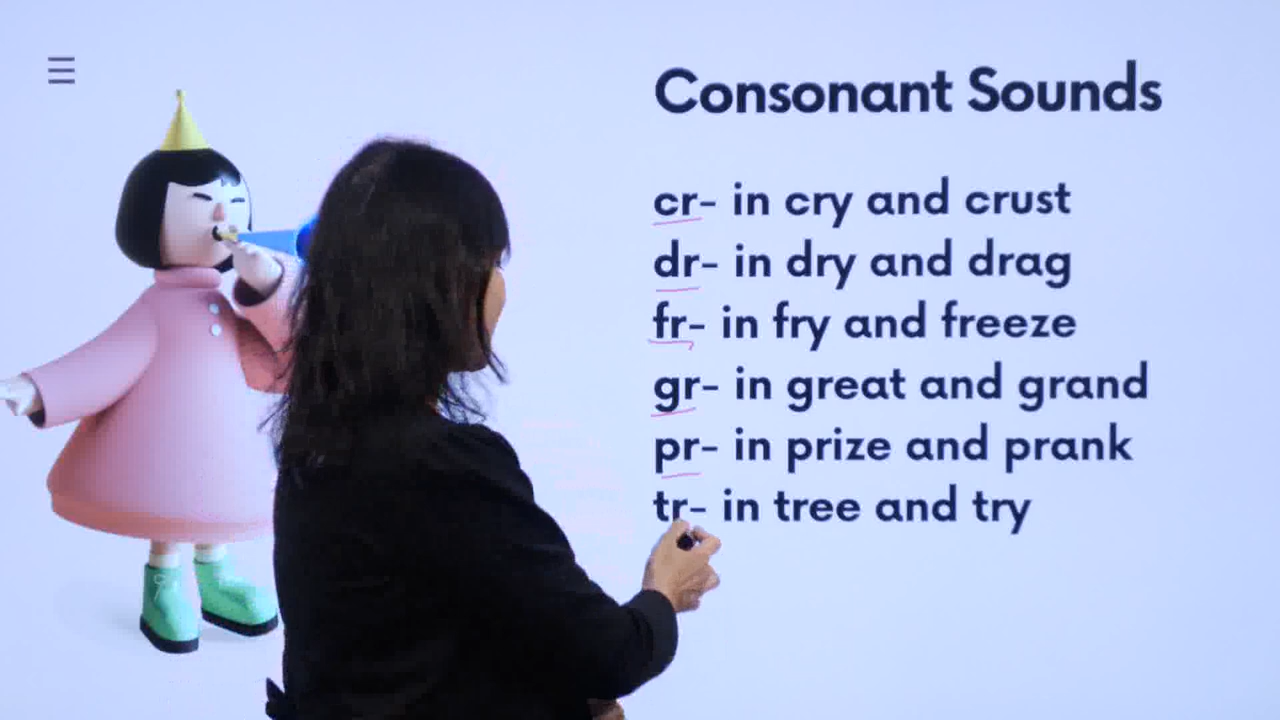 Consonant Sounds
cr- in cry and crust
dr- in dry and drag
fr- in fry and freeze
gr- in great and grand
pr- in prize and prank
tr- in tree and try